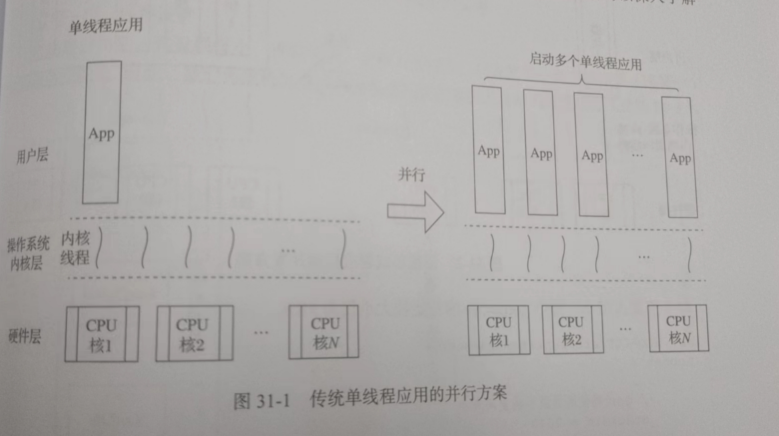 单线程应用
启动多个单线程应用
App
App
App
App
...
App
用户层
并行
操作系统
内核层
内核
线程
...
...
硬件层
CPU
核1
CPU
核2
...
CPU
核N
CPU
核1
CPU
核2
...
CPU
核N
图 31-1 传统单线程应用的并行方案